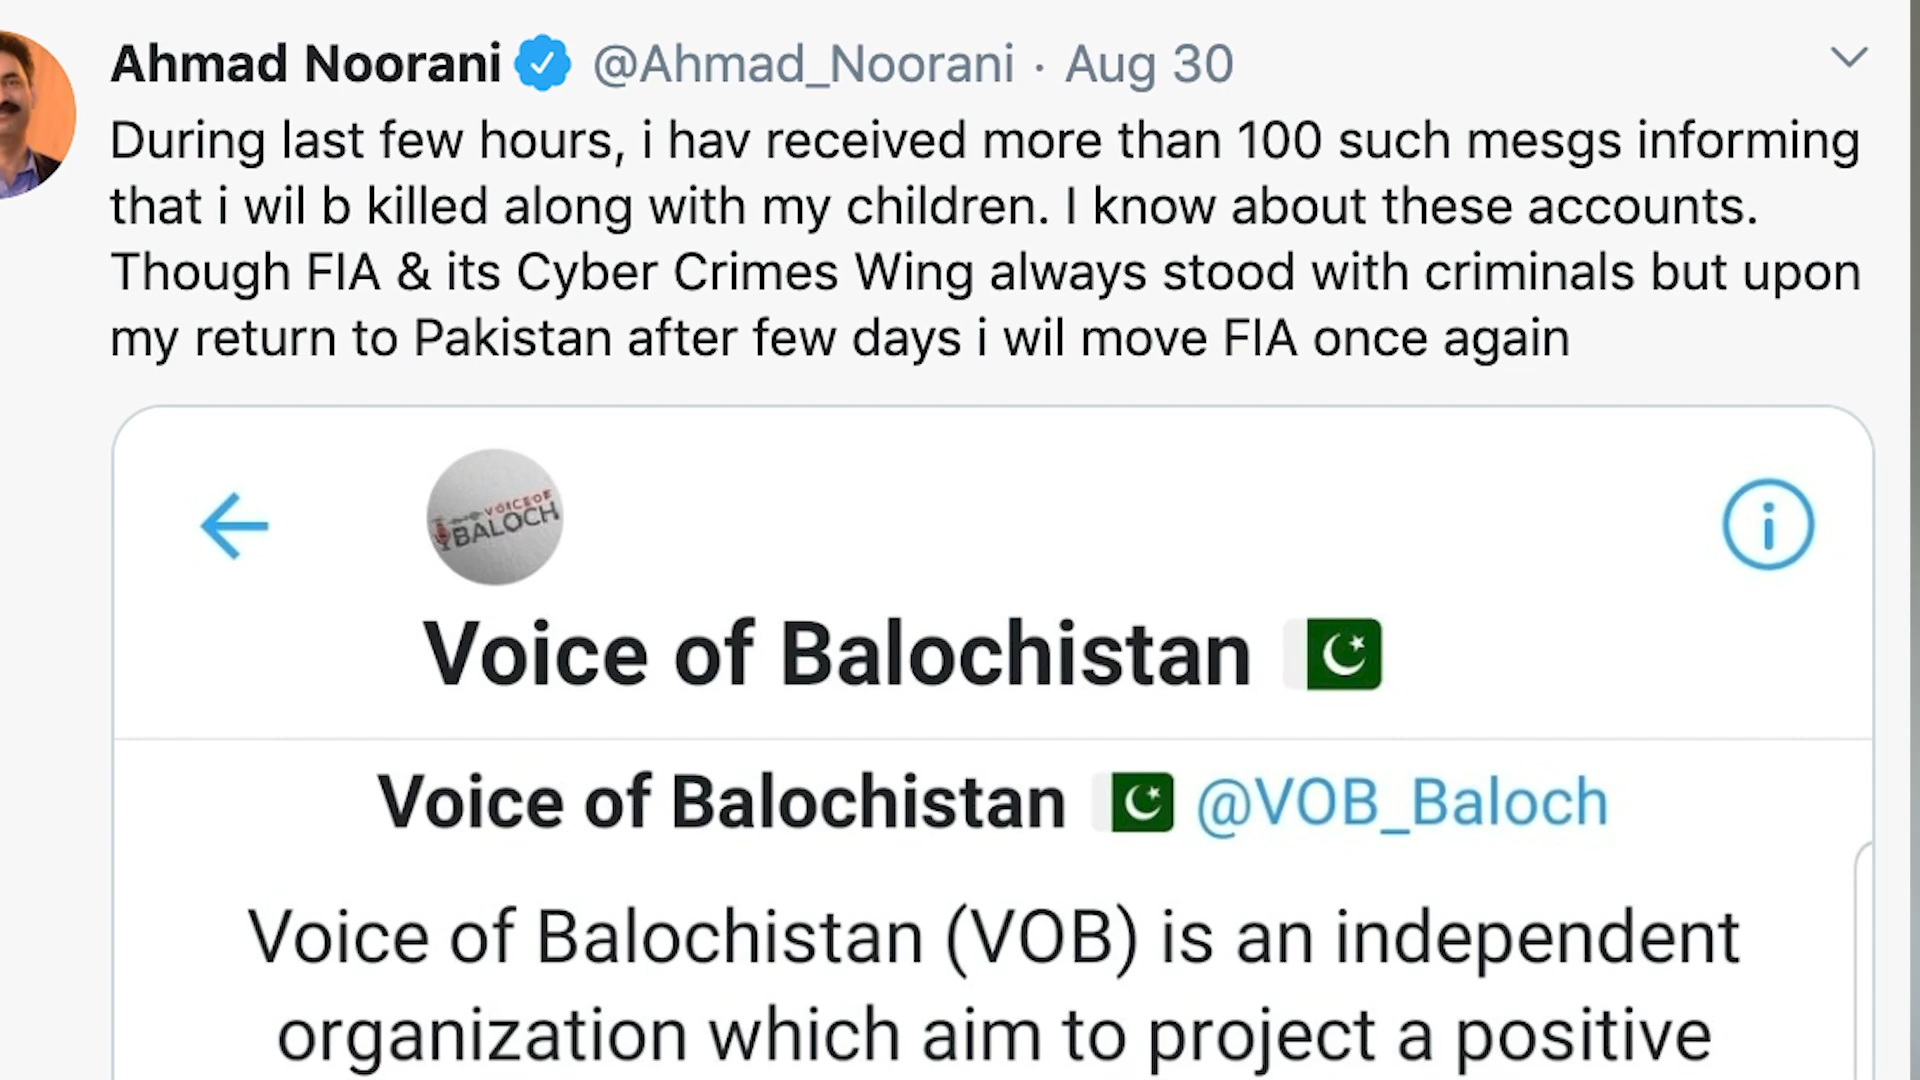 Ahmad Noorani @Ahmad_Noorani · Aug 30
During last few hours, i hav received more than 100 such mesgs informing
that i wil b killed along with my children. I know about these accounts.
Though FIA & its Cyber Crimes Wing always stood with criminals but upon
my return to Pakistan after few days i wil move FIA once again
VOICE OF
BALOCH
Voice of Balochistan
Voice of Balochistan @VOB_Baloch
Voice of Balochistan (VOB) is an independent
organization which aim to project a positive